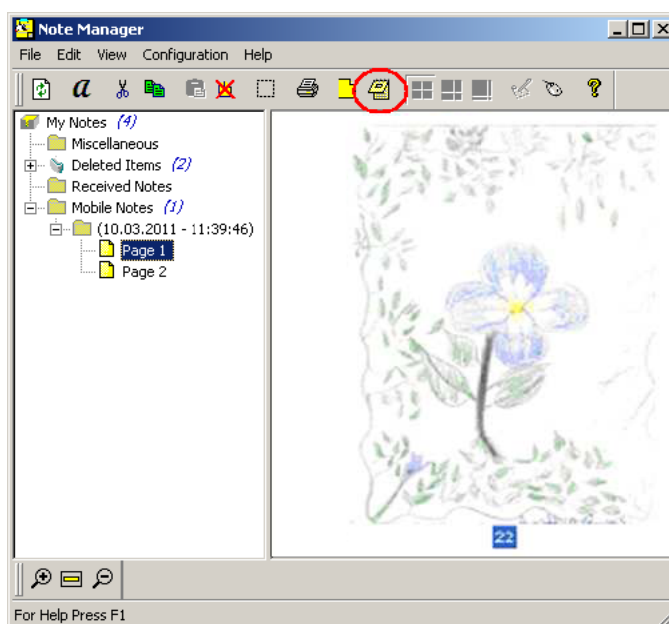 Note Manager
File Edit View Configuration Help
a ?
My Notes (4)
Miscellaneous
Deleted Items (2)
Received Notes
Mobile Notes (1)
(10.03.2011 - 11:39:46)
Page 1
Page 2
22
For Help Press F1